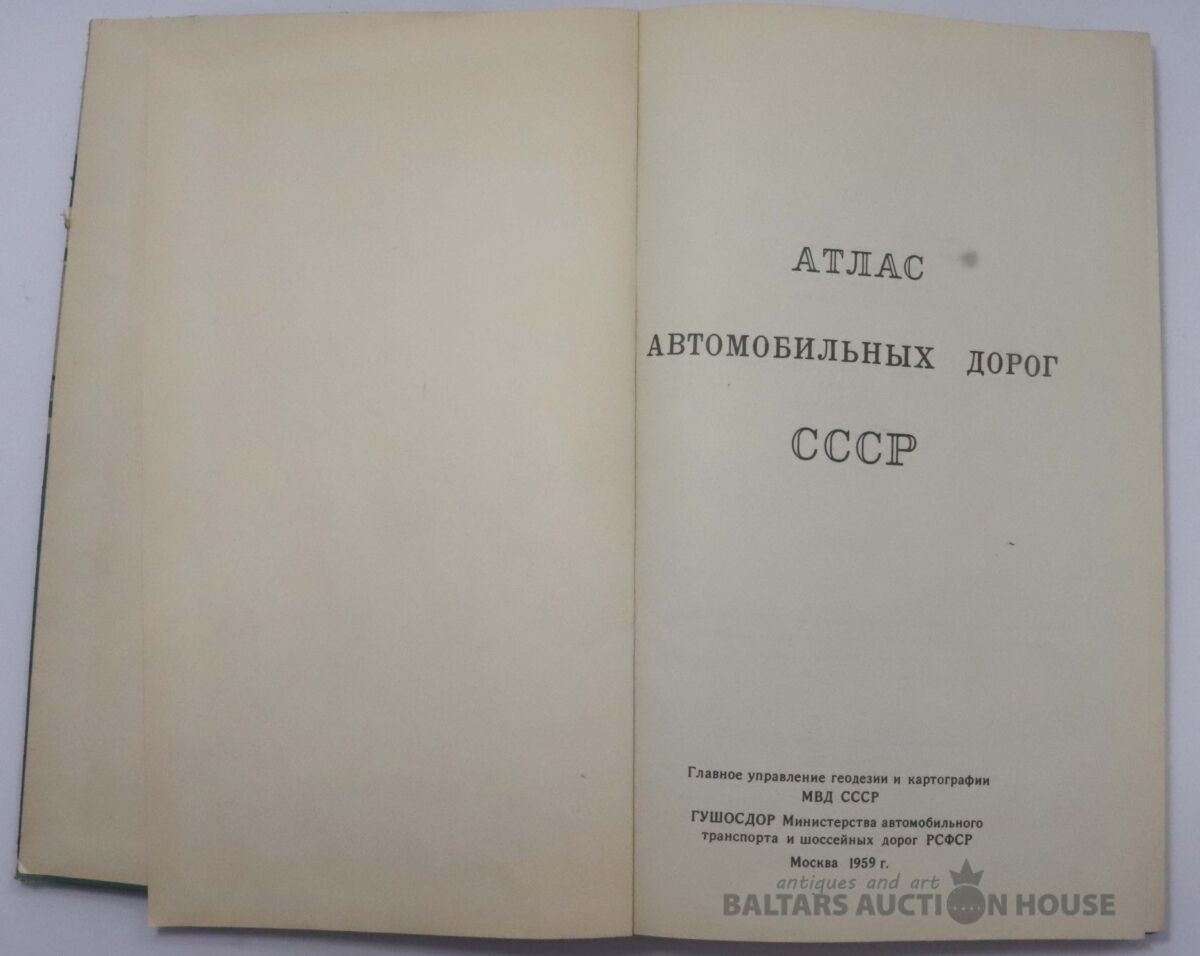 АТЛАС
АВТОМОБИЛЬНЫХ ДОРОГ
СССР
Главное управление геодезии и картографии
МВД СССР
ГУШОСДОР Министерства автомобильного
транспорта и шоссейных дорог РСФСР
Москва 1959 г.
antiques and art
BALTARS AUCTION HOUSE